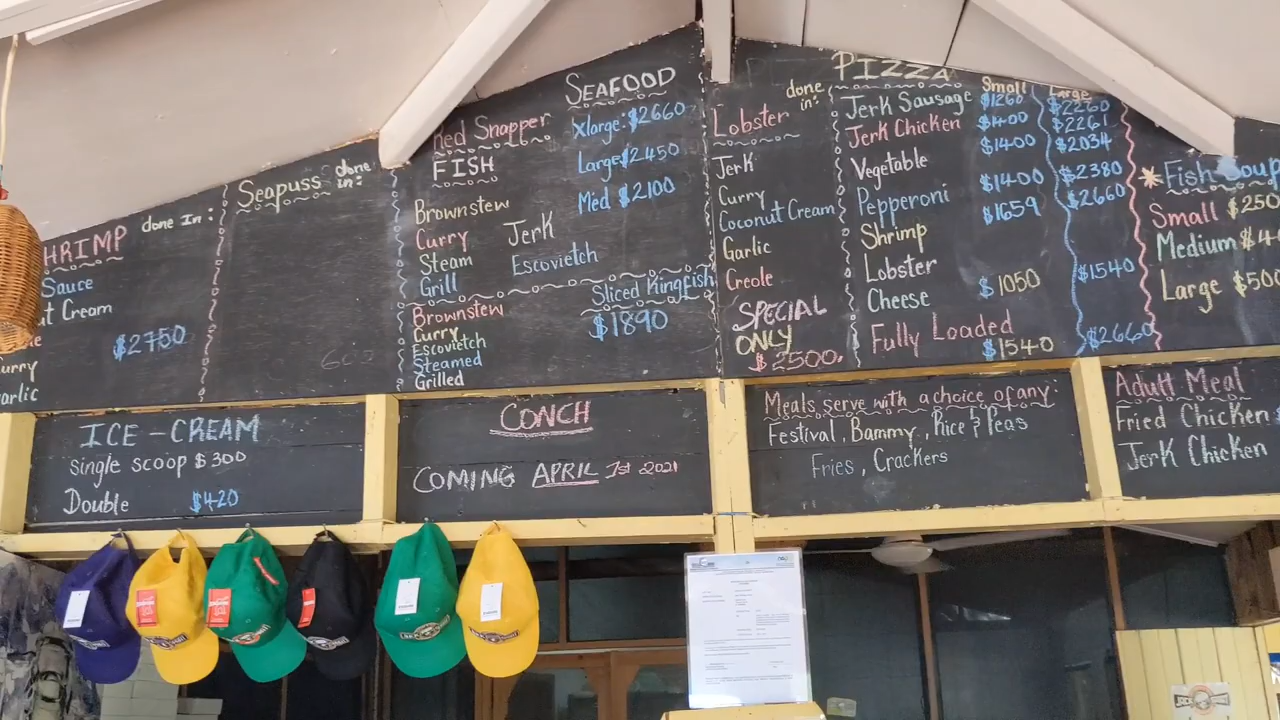 HRIMP done In:
Sauce
t Cream
$2750
urry
arlic
Seapuss done in:
SEAFOOD
Red Snapper
FISH
Xlarge: $2660
Large $2450
Med $2100
Brownstew
Curry
Steam
Grill
Jerk
Escovietch
Sliced Kingfish
$1890
Brownstew
Curry
Escovietch
Steamed
Grilled
Lobster done in:
Jerk
Curry
Coconut Cream
Garlic
Creole
SPECIAL
ONLY
$2500.
PIZZA
Small Large
Jerk Sausage $1260 $2260
Jerk Chicken $1400 $2261
Vegetable $1400 $2034
Pepperoni $1400 $2380
Shrimp $1659 $2660
Lobster
Cheese $1050 $1540
Fully Loaded $1540 $2660
Fish Soup
Small $250
Medium $4
Large $500
ICE-CREAM
single scoop $300
Double $420
CONCH
COMING APRIL 1st 2021
Meals serve with a choice of any:
Festival, Bammy, Rice & Peas
Fries, Crackers
Adult Meal
Fried Chicken
Jerk Chicken